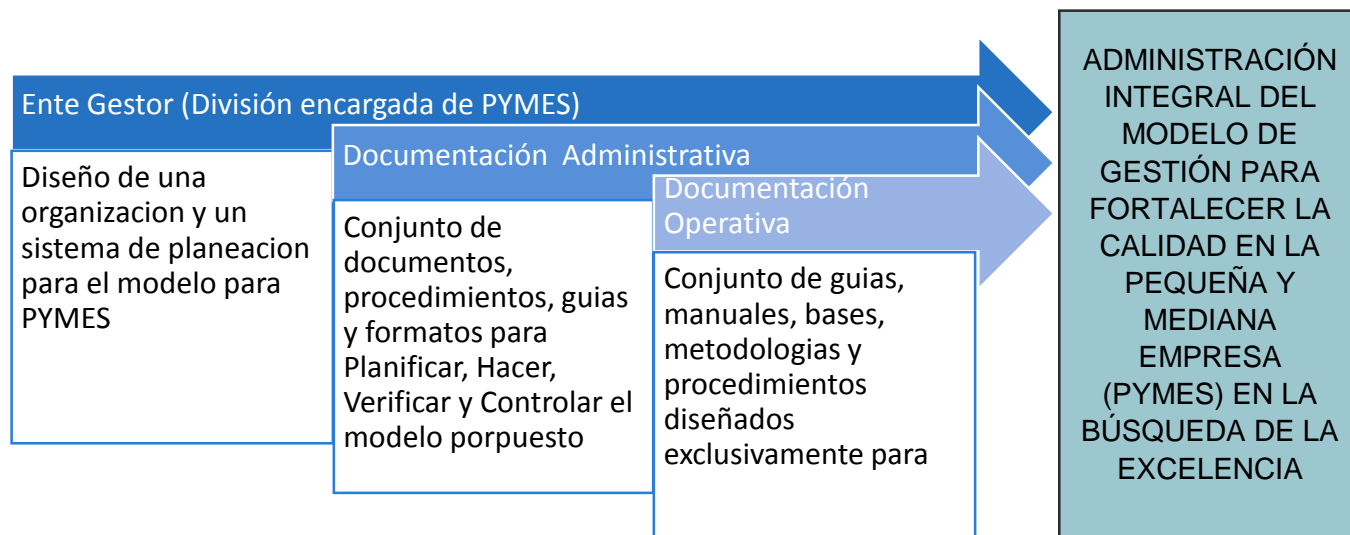 Ente Gestor (División encargada de PYMES)
Diseño de una
organizacion y un
sistema de planeacion
para el modelo para
PYMES
Documentación  Administrativa
Conjunto de
documentos,
procedimientos, guias
y formatos para
Planificar, Hacer,
Verificar y Controlar el
modelo porpuesto
Documentación
Operativa
Conjunto de guias,
manuales, bases,
metodologias y
procedimientos
diseñados
exclusivamente para
ADMINISTRACIÓN
INTEGRAL DEL
MODELO DE
GESTIÓN PARA
FORTALECER LA
CALIDAD EN LA
PEQUEÑA Y
MEDIANA
EMPRESA
(PYMES) EN LA
BÚSQUEDA DE LA
EXCELENCIA